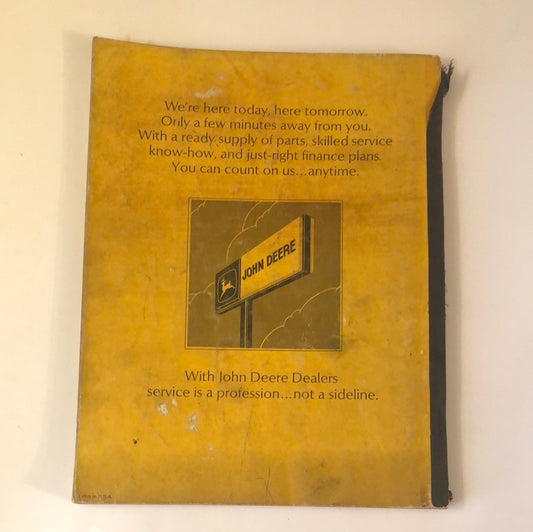 We're here today, here tomorrow.
Only a few minutes away from you.
With a ready supply of parts, skilled service
know-how, and just-right finance plans.
You can count on us...anytime.
JOHN DEERE
With John Deere Dealers
service is a profession...not a sideline.
U.S.A.